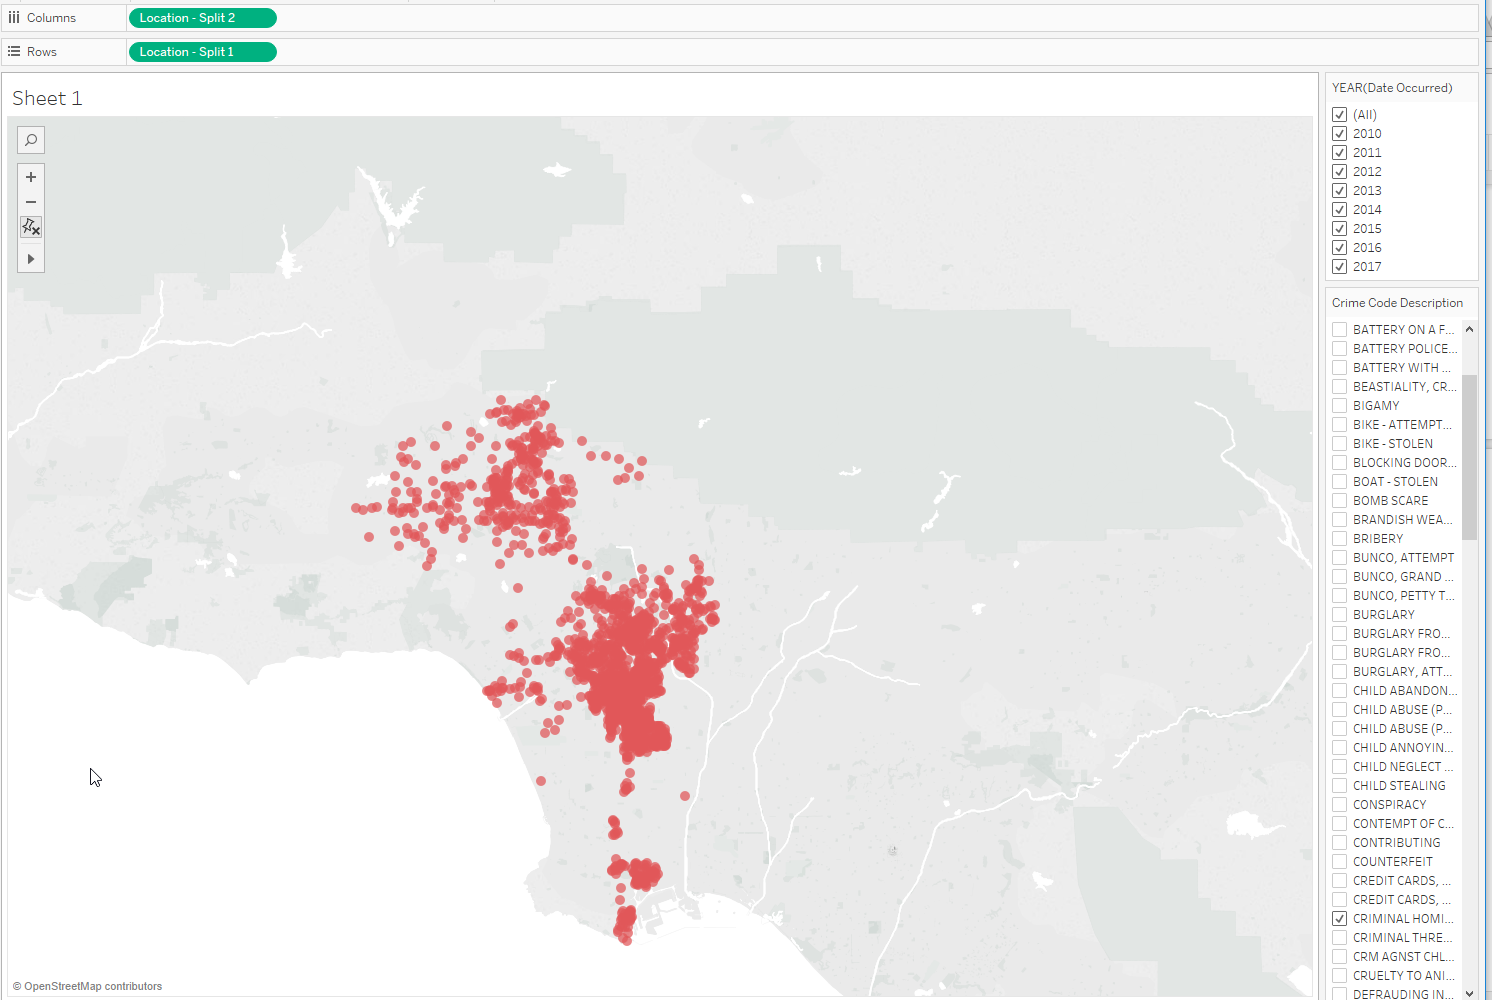 Columns
Location - Split 2
Rows
Location - Split 1
Sheet 1
YEAR(Date Occurred)
(All)
2010
2011
2012
2013
2014
2015
2016
2017
Crime Code Description
BATTERY ON A F...
BATTERY POLICE...
BATTERY WITH ...
BEASTIALITY, CR...
BIGAMY
BIKE - ATTEMPT...
BIKE - STOLEN
BLOCKING DOOR...
BOAT - STOLEN
BOMB SCARE
BRANDISH WEA...
BRIBERY
BUNCO, ATTEMPT
BUNCO, GRAND ...
BUNCO, PETTY T...
BURGLARY
BURGLARY FRO...
BURGLARY FRO...
BURGLARY, ATT...
CHILD ABANDON...
CHILD ABUSE (P...
CHILD ABUSE (P...
CHILD ANNOYIN...
CHILD NEGLECT ...
CHILD STEALING
CONSPIRACY
CONTEMPT OF C...
CONTRIBUTING
COUNTERFEIT
CREDIT CARDS, ...
CREDIT CARDS, ...
CRIMINAL HOMI...
CRIMINAL THRE...
CRM AGNST CHL...
CRUELTY TO ANI...
DEFRAUDING IN...
© OpenStreetMap contributors